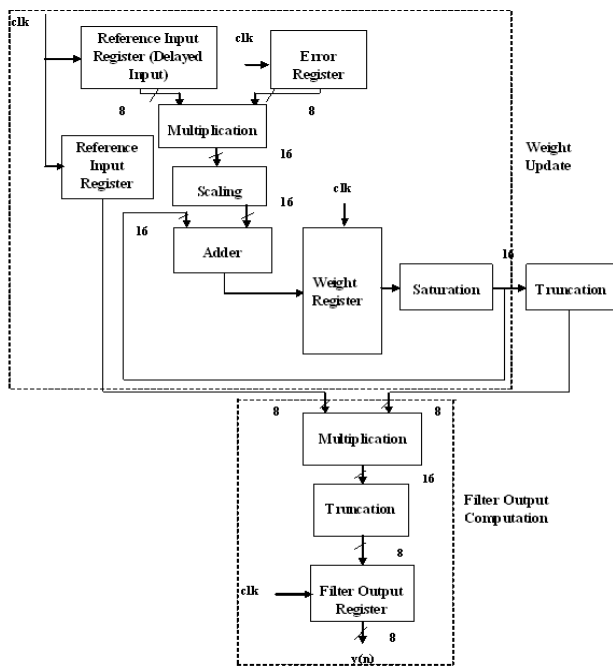 clk
Reference Input
Register (Delayed
Input)
clk
Error
Register
8
8
Multiplication
16
Reference
Input
Register
Weight
Update
Scaling
16
clk
16
Adder
Weight
Register
Saturation
16
Truncation
8
8
Multiplication
16
Truncation
Filter Output
Computation
8
clk
Filter Output
Register
8
y(n)